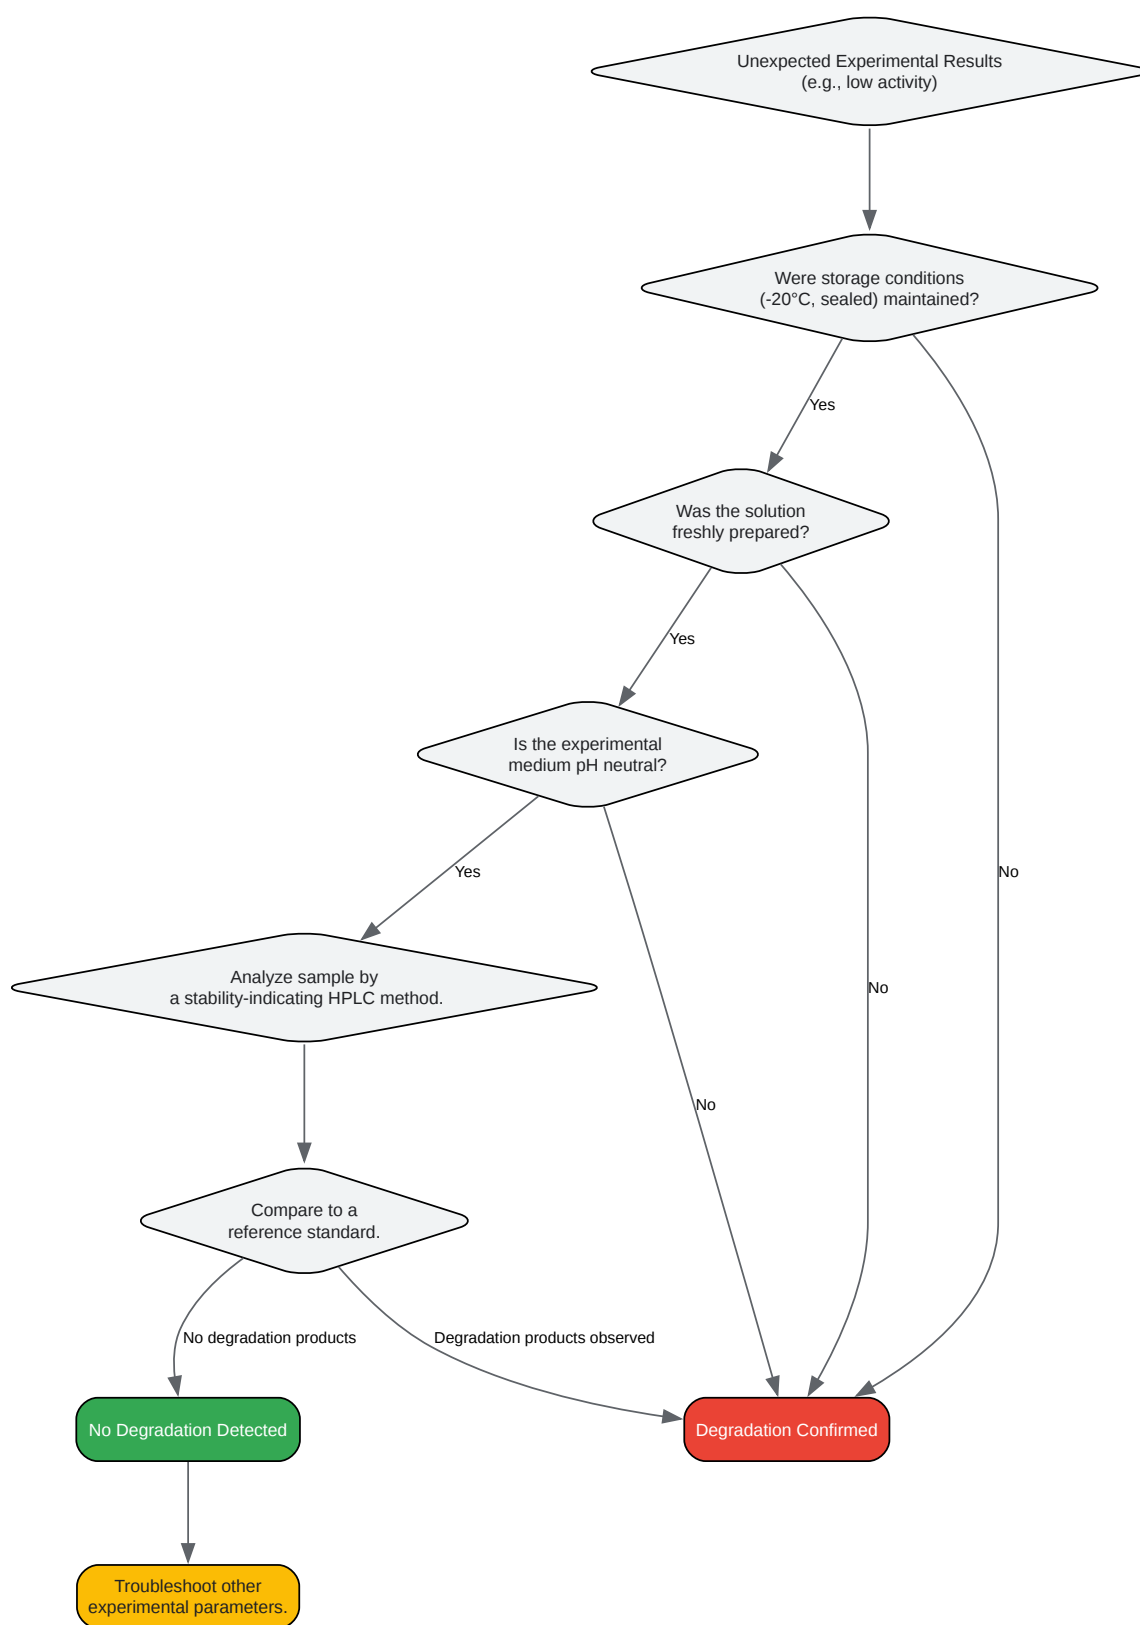 Unexpected Experimental Results
(e.g., low activity)
Were storage conditions
(-20°C, sealed) maintained?
Yes
Was the solution
freshly prepared?
Yes
Is the experimental
medium pH neutral?
Yes
No
Analyze sample by
a stability-indicating HPLC method.
No
No
Compare to a
reference standard.
No degradation products
Degradation products observed
No Degradation Detected
Degradation Confirmed
Troubleshoot other
experimental parameters.